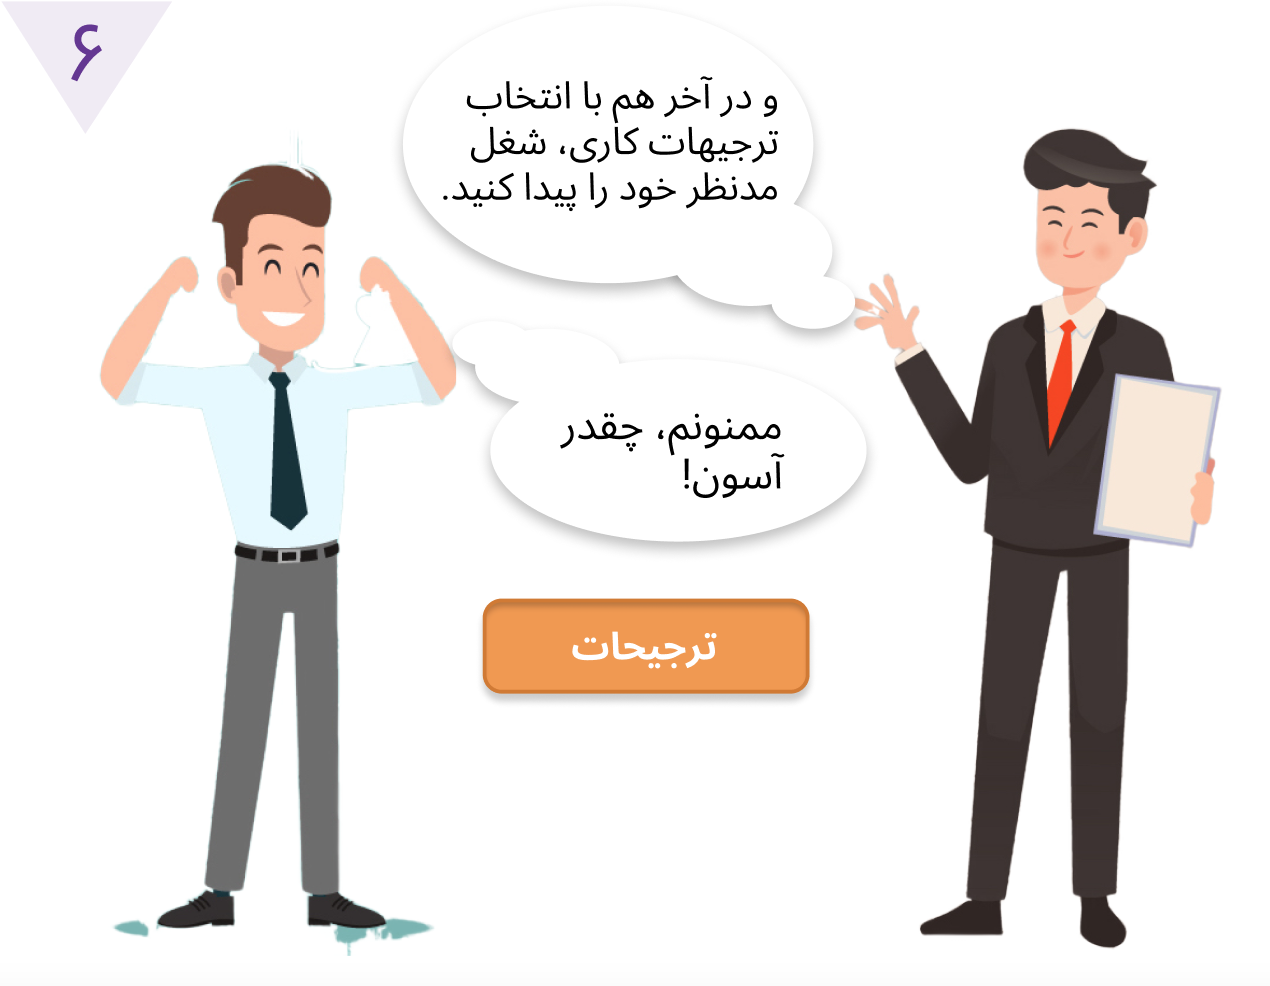 ۶
و در آخر هم با انتخاب
ترجیهات کاری، شغل
مدنظر خود را پیدا کنید.
ممنونم، چقدر
آسون!
ترجیحات